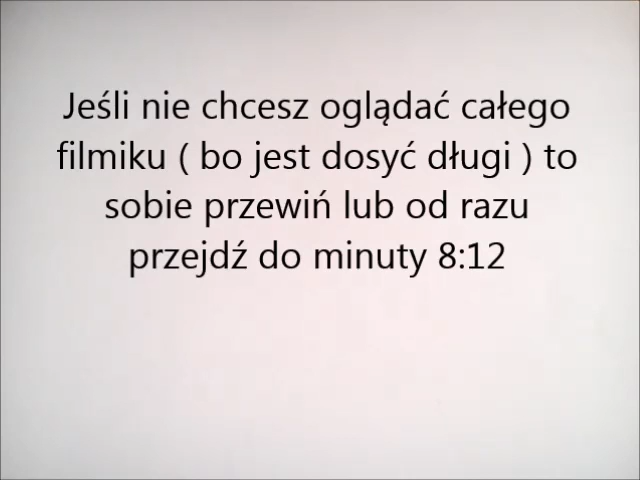 Jeśli nie chcesz oglądać całego
filmiku ( bo jest dosyć długi ) to
sobie przewiń lub od razu
przejdź do minuty 8:12